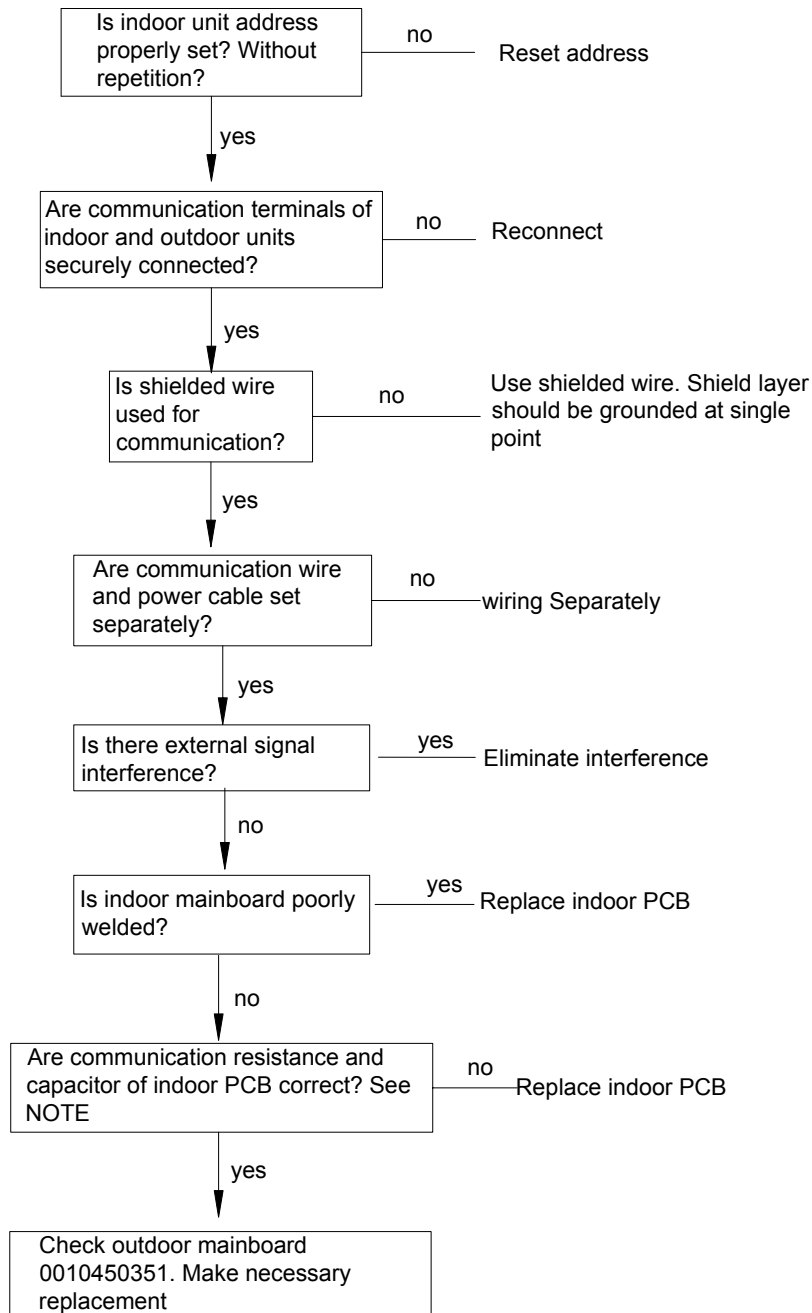 Is indoor unit address
properly set? Without
repetition?
no
Reset address
yes
Are communication terminals of
indoor and outdoor units
securely connected?
no
Reconnect
yes
Is shielded wire
used for
communication?
no
Use shielded wire. Shield layer
should be grounded at single
point
yes
Are communication wire
and power cable set
separately?
no
wiring Separately
yes
Is there external signal
interference?
yes
Eliminate interference
no
Is indoor mainboard poorly
welded?
yes
Replace indoor PCB
no
Are communication resistance and
capacitor of indoor PCB correct? See
NOTE
no
Replace indoor PCB
yes
Check outdoor mainboard
0010450351. Make necessary
replacement